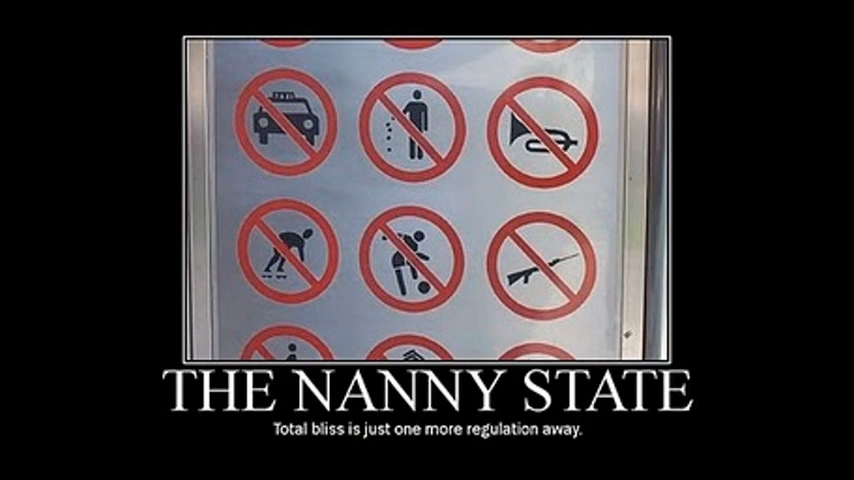 THE NANNY STATE
Total bliss is just one more regulation away.